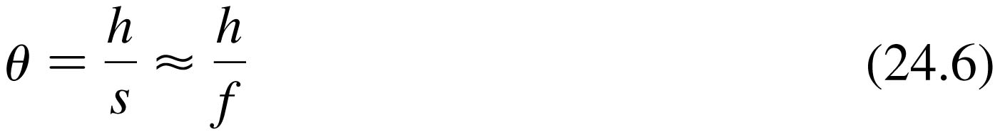 θ = h/s ≈ h/f (24.6)